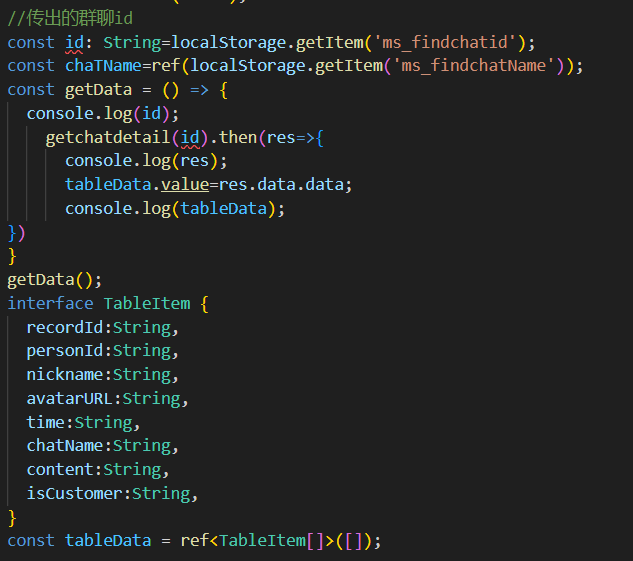 //传出的群聊id
const id: String=localStorage.getItem('ms_findchatid');
const chaTName=ref(localStorage.getItem('ms_findchatName'));
const getData = () => {
console.log(id);
getchatdetail(id).then(res=>{
console.log(res);
tableData.value=res.data.data;
console.log(tableData);
})
}
getData();
interface TableItem {
recordId:String,
personId:String,
nickname:String,
avatarURL:String,
time:String,
chatName:String,
content:String,
isCustomer:String,
}
const tableData = ref<TableItem[]>([]);